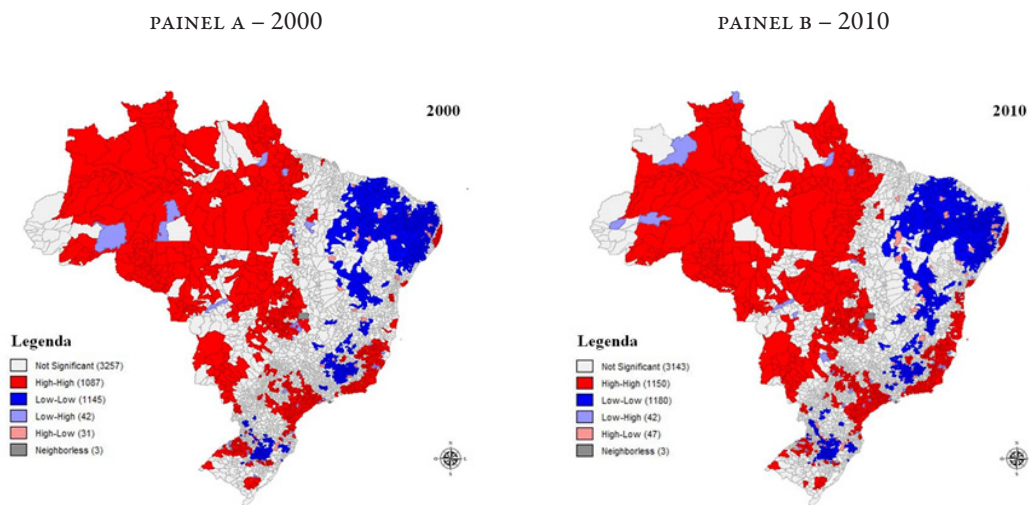 PAINEL A – 2000
2000
Legenda
Not Significant (3257)
High-High (1087)
Low-Low (1145)
Low-High (42)
High-Low (31)
Neighborless (3)
PAINEL B – 2010
2010
Legenda
Not Significant (3143)
High-High (1150)
Low-Low (1180)
Low-High (42)
High-Low (47)
Neighborless (3)